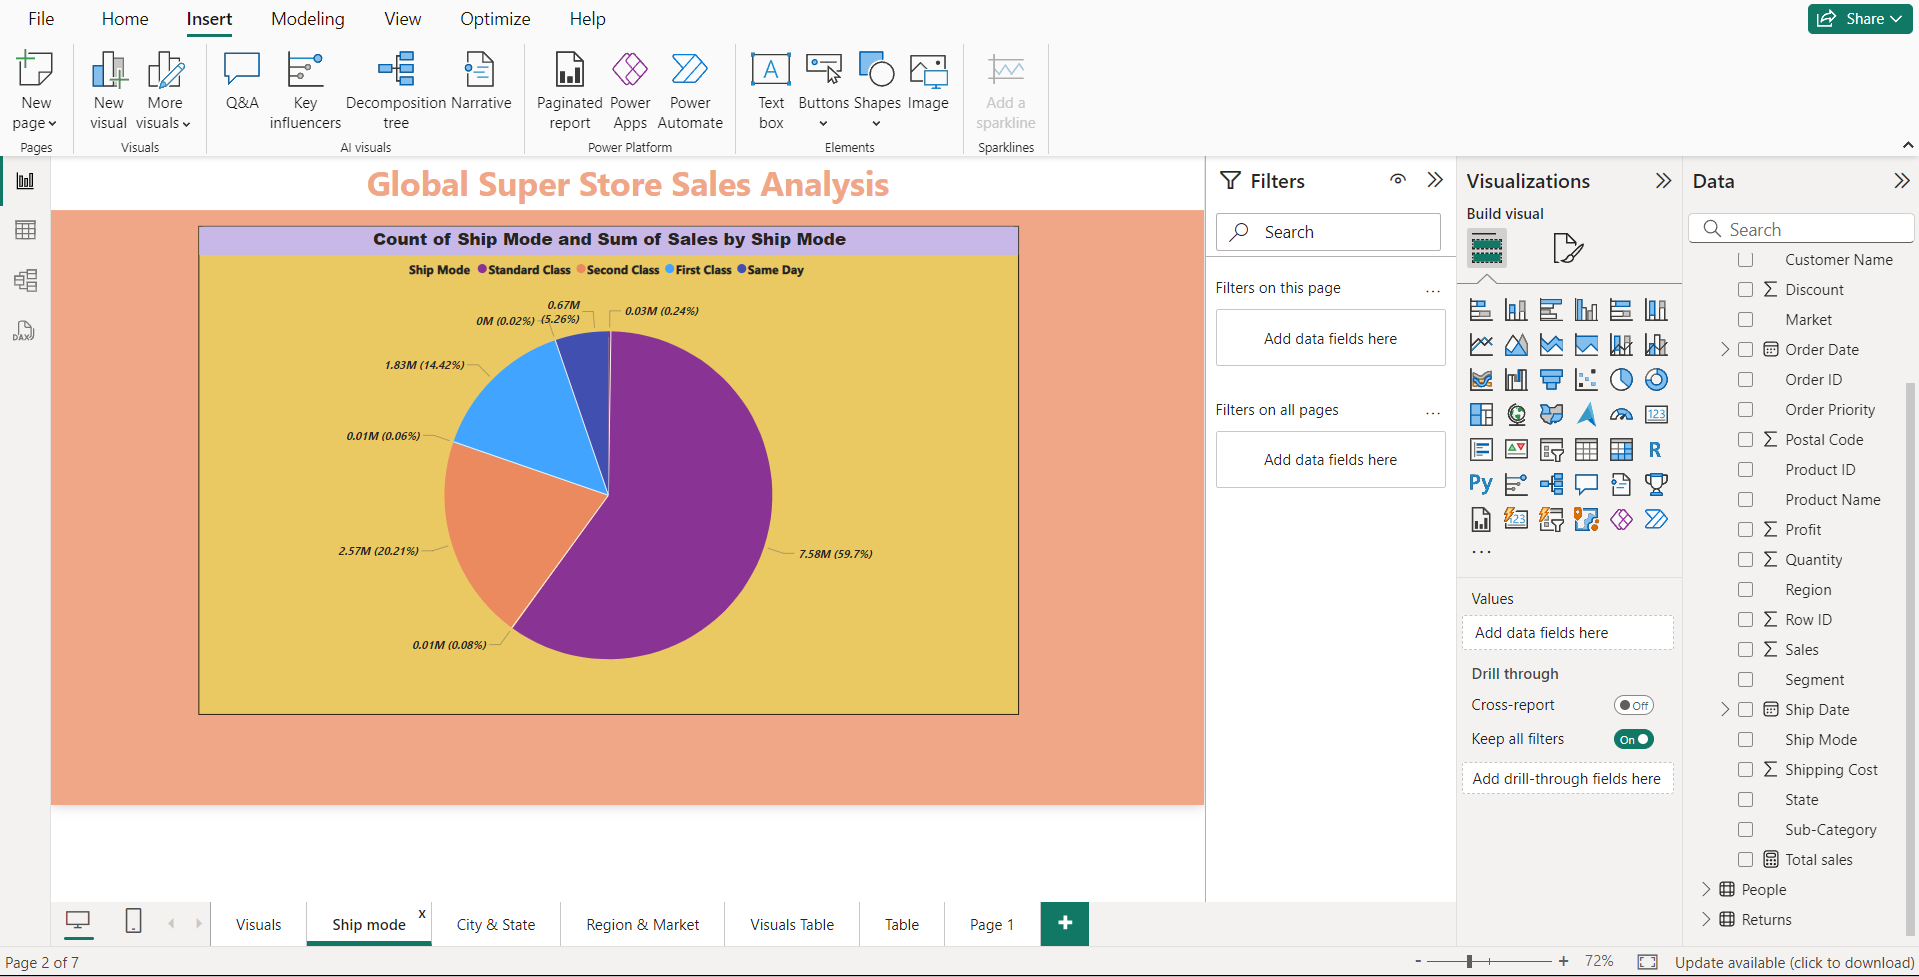 File Home Insert Modeling View Optimize Help
Share
New page
New visual
More visuals
Q&A
Key influencers
Decomposition tree
Narrative
Paginated report
Power Apps
Power Automate
Text box
Buttons
Shapes
Image
Add a sparkline
Pages
Visuals
AI visuals
Power Platform
Elements
Sparklines
Global Super Store Sales Analysis
Count of Ship Mode and Sum of Sales by Ship Mode
Ship Mode Standard Class Second Class First Class Same Day
0.67M
(5.26%)
0.03M (0.24%)
0M (0.02%)
1.83M (14.42%)
0.01M (0.06%)
2.57M (20.21%)
7.58M (59.7%)
0.01M (0.08%)
DAX
Filters
Search
Filters on this page ...
Add data fields here
Filters on all pages ...
Add data fields here
Visualizations
Build visual
123
R
Py
123
...
Values
Add data fields here
Drill through
Cross-report Off
Keep all filters On
Add drill-through fields here
Data
Search
Customer Name
Σ Discount
Market
Order Date
Order ID
Order Priority
Σ Postal Code
Product ID
Product Name
Σ Profit
Σ Quantity
Region
Σ Row ID
Σ Sales
Segment
Ship Date
Ship Mode
Σ Shipping Cost
State
Sub-Category
Total sales
People
Returns
Visuals
Ship mode x
City & State
Region & Market
Visuals Table
Table
Page 1
+
Page 2 of 7
- + 72%
Update available (click to download)